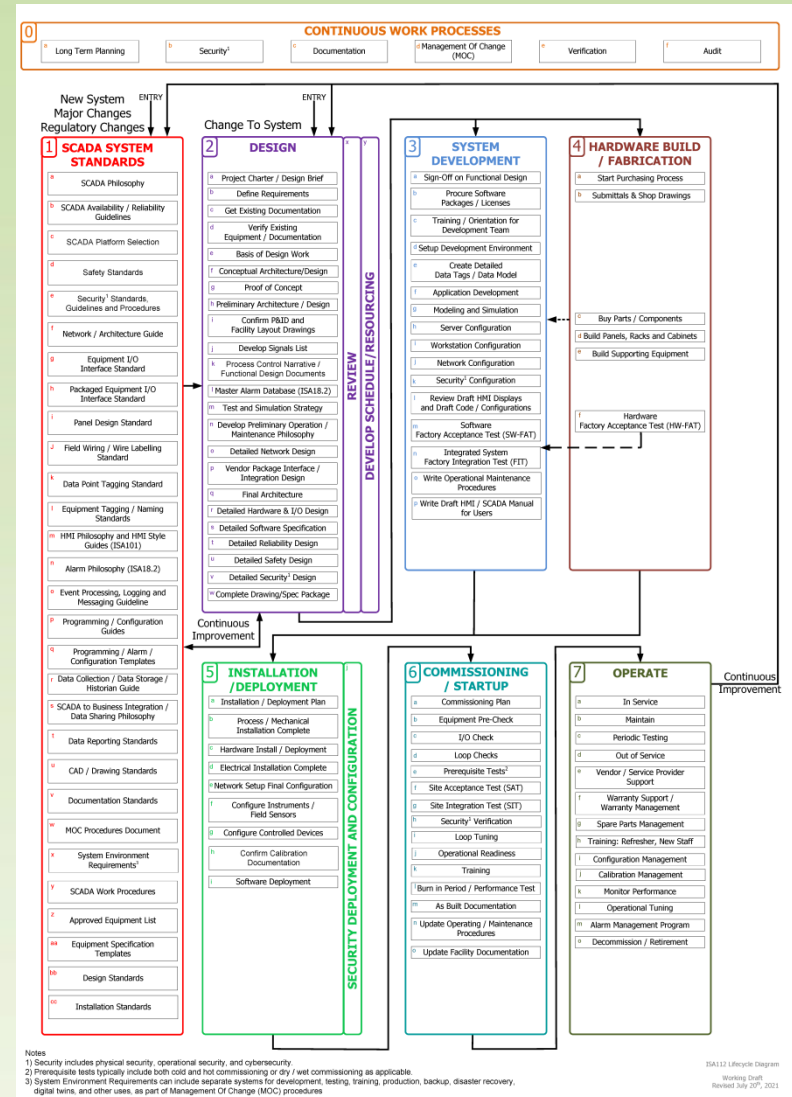 0
CONTINUOUS WORK PROCESSES
a Long Term Planning
b Security1
c Documentation
d Management Of Change
(MOC)
e Verification
f Audit
New System
Major Changes
Regulatory Changes
ENTRY
Change To System
ENTRY
1 SCADA SYSTEM
STANDARDS
a SCADA Philosophy
b SCADA Availability / Reliability
Guidelines
c SCADA Platform Selection
d Safety Standards
e Security1 Standards,
Guidelines and Procedures
f Network / Architecture Guide
g Equipment I/O
Interface Standard
h Packaged Equipment I/O
Interface Standard
i Panel Design Standard
J Field Wiring / Wire Labelling
Standard
k Data Point Tagging Standard
l Equipment Tagging / Naming
Standards
m HMI Philosophy and HMI Style
Guides (ISA101)
n Alarm Philosophy (ISA18.2)
o Event Processing, Logging and
Messaging Guideline
p Programming / Configuration
Guides
q Programming / Alarm /
Configuration Templates
r Data Collection / Data Storage /
Historian Guide
s SCADA to Business Integration /
Data Sharing Philosophy
t Data Reporting Standards
u CAD / Drawing Standards
v Documentation Standards
w MOC Procedures Document
x System Environment
Requirements3
y SCADA Work Procedures
z Approved Equipment List
aa Equipment Specification
Templates
bb Design Standards
cc Installation Standards
2 DESIGN
a Project Charter / Design Brief
b Define Requirements
c Get Existing Documentation
d Verify Existing
Equipment / Documentation
e Basis of Design Work
f Conceptual Architecture/Design
g Proof of Concept
h Preliminary Architecture / Design
i Confirm P&ID and
Facility Layout Drawings
j Develop Signals List
k Process Control Narrative /
Functional Design Documents
l Master Alarm Database (ISA18.2)
m Test and Simulation Strategy
n Develop Preliminary Operation /
Maintenance Philosophy
o Detailed Network Design
p Vendor Package Interface /
Integration Design
q Final Architecture
r Detailed Hardware & I/O Design
s Detailed Software Specification
t Detailed Reliability Design
u Detailed Safety Design
v Detailed Security1 Design
w Complete Drawing/Spec Package
x REVIEW
y DEVELOP SCHEDULE/RESOURCING
Continuous
Improvement
3 SYSTEM
DEVELOPMENT
a Sign-Off on Functional Design
b Procure Software
Packages / Licenses
c Training / Orientation for
Development Team
d Setup Development Environment
e Create Detailed
Data Tags / Data Model
f Application Development
g Modeling and Simulation
h Server Configuration
i Workstation Configuration
j Network Configuration
k Security1 Configuration
l Review Draft HMI Displays
and Draft Code / Configurations
m Software
Factory Acceptance Test (SW-FAT)
n Integrated System
Factory Integration Test (FIT)
o Write Operational Maintenance
Procedures
p Write Draft HMI / SCADA Manual
for Users
4 HARDWARE BUILD
/ FABRICATION
a Start Purchasing Process
b Submittals & Shop Drawings
c Buy Parts / Components
d Build Panels, Racks and Cabinets
e Build Supporting Equipment
f Hardware
Factory Acceptance Test (HW-FAT)
5 INSTALLATION
/DEPLOYMENT
a Installation / Deployment Plan
b Process / Mechanical
Installation Complete
c Hardware Install / Deployment
d Electrical Installation Complete
e Network Setup Final Configuration
f Configure Instruments /
Field Sensors
g Configure Controlled Devices
h Confirm Calibration
Documentation
i Software Deployment
j SECURITY DEPLOYMENT AND CONFIGURATION
6 COMMISSIONING
/ STARTUP
a Commissioning Plan
b Equipment Pre-Check
c I/O Check
d Loop Checks
e Prerequisite Tests2
f Site Acceptance Test (SAT)
g Site Integration Test (SIT)
h Security1 Verification
i Loop Tuning
j Operational Readiness
k Training
l Burn in Period / Performance Test
m As Built Documentation
n Update Operating / Maintenance
Procedures
o Update Facility Documentation
7 OPERATE
a In Service
b Maintain
c Periodic Testing
d Out of Service
e Vendor / Service Provider
Support
f Warranty Support /
Warranty Management
g Spare Parts Management
h Training: Refresher, New Staff
i Configuration Management
j Calibration Management
k Monitor Performance
l Operational Tuning
m Alarm Management Program
n Decommission / Retirement
Continuous
Improvement
Notes
1) Security includes physical security, operational security, and cybersecurity.
2) Prerequisite tests typically include both cold and hot commissioning or dry / wet commissioning as applicable.
3) System Environment Requirements can include separate systems for development, testing, training, production, backup, disaster recovery,
digital twins, and other uses, as part of Management Of Change (MOC) procedures
ISA112 Lifecycle Diagram
Working Draft
Revised July 20th, 2021